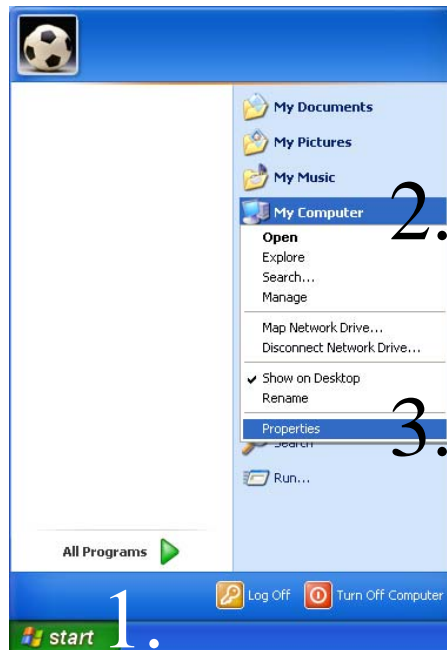 My Documents
My Pictures
My Music
My Computer 2.
Open
Explore
Search...
Manage
Map Network Drive...
Disconnect Network Drive...
Show on Desktop
Rename
Properties 3.
Search
Run...
All Programs
Log Off Turn Off Computer
start 1.